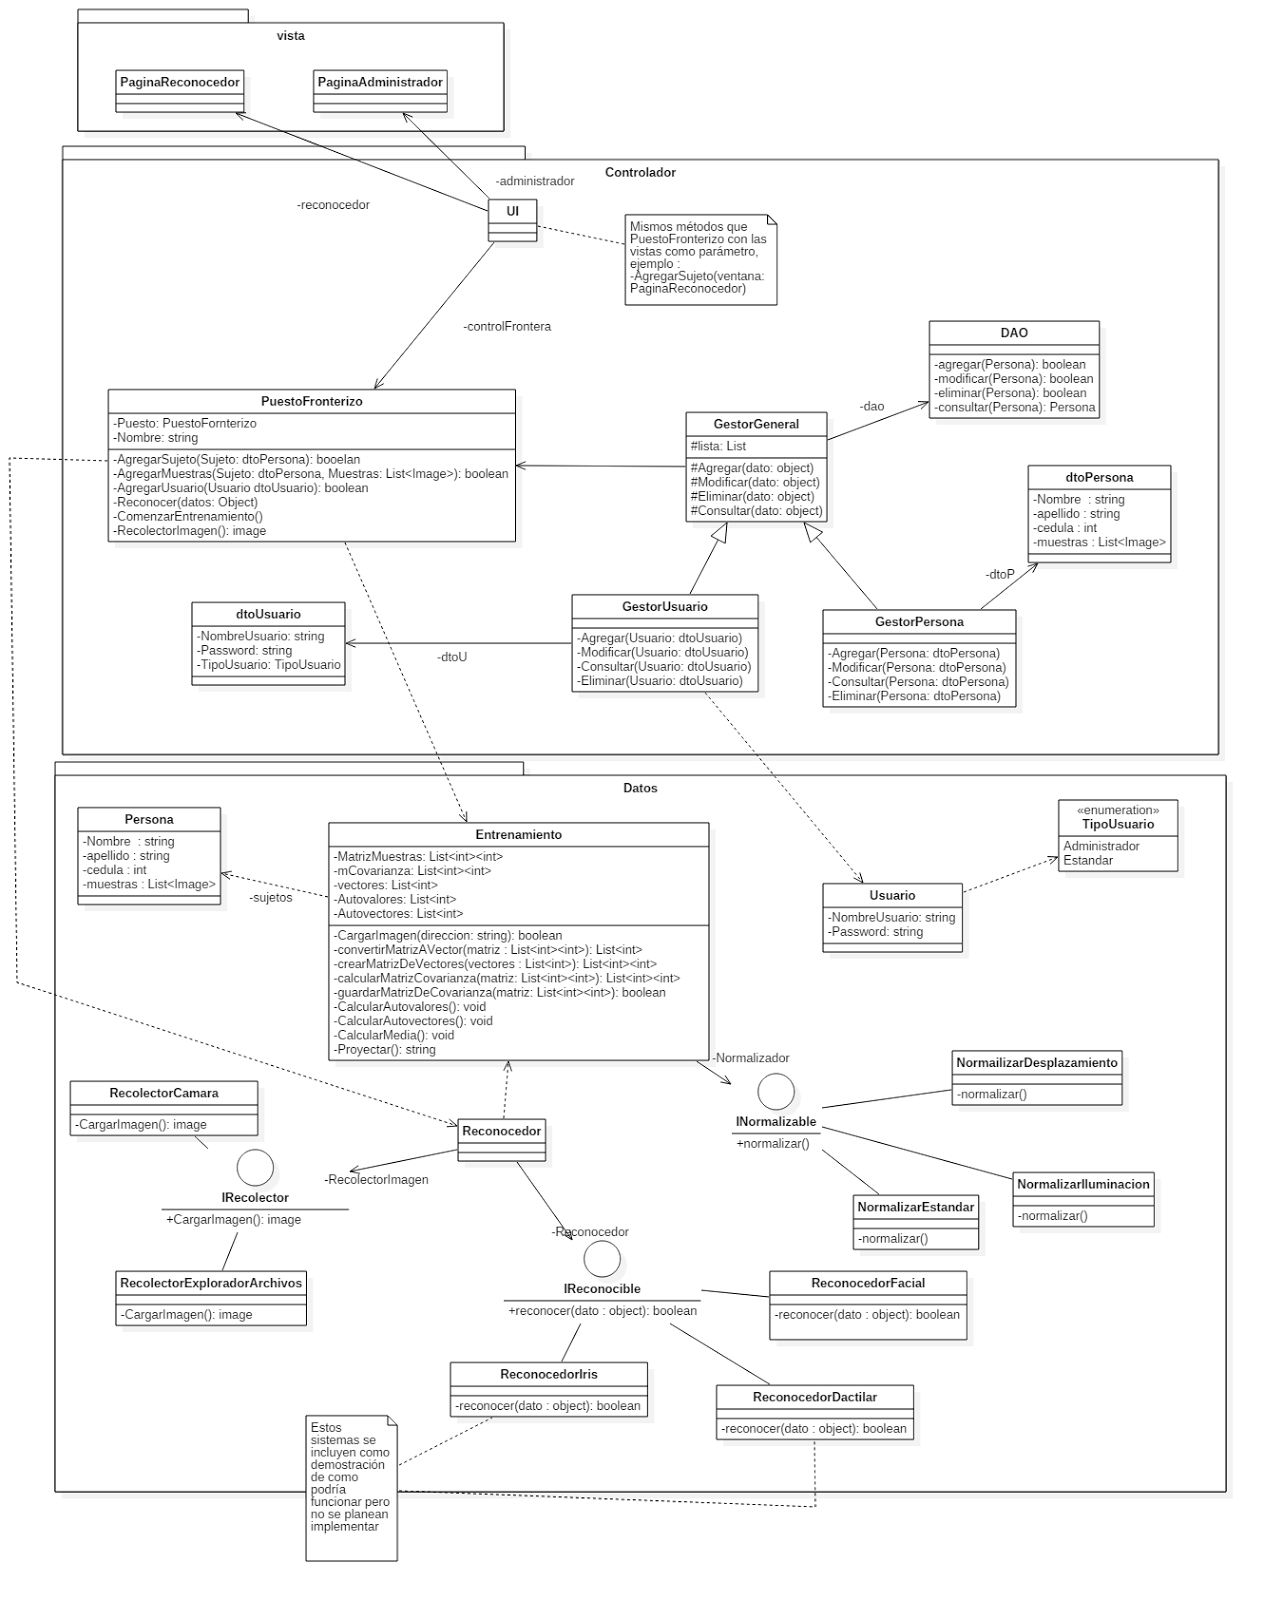 vista
PaginaReconocedor
PaginaAdministrador
Controlador
-administrador
-reconocedor
UI
Mismos métodos que
PuestoFronterizo con las
vistas como parámetro,
ejemplo :
-AgregarSujeto(ventana:
PaginaReconocedor)
-controlFrontera
DAO
-agregar(Persona): boolean
-modificar(Persona): boolean
-eliminar(Persona): boolean
-consultar(Persona): Persona
PuestoFronterizo
-Puesto: PuestoFornterizo
-Nombre: string
-AgregarSujeto(Sujeto: dtoPersona): booelan
-AgregarMuestras(Sujeto: dtoPersona, Muestras: List<Image>): boolean
-AgregarUsuario(Usuario dtoUsuario): boolean
-Reconocer(datos: Object)
-ComenzarEntrenamiento()
-RecolectorImagen(): image
-dao
GestorGeneral
#lista: List
#Agregar(dato: object)
#Modificar(dato: object)
#Eliminar(dato: object)
#Consultar(dato: object)
dtoPersona
-Nombre : string
-apellido : string
-cedula : int
-muestras : List<Image>
-dtoP
dtoUsuario
-NombreUsuario: string
-Password: string
-TipoUsuario: TipoUsuario
-dtoU
GestorUsuario
-Agregar(Usuario: dtoUsuario)
-Modificar(Usuario: dtoUsuario)
-Consultar(Usuario: dtoUsuario)
-Eliminar(Usuario: dtoUsuario)
GestorPersona
-Agregar(Persona: dtoPersona)
-Modificar(Persona: dtoPersona)
-Consultar(Persona: dtoPersona)
-Eliminar(Persona: dtoPersona)
Datos
Persona
-Nombre : string
-apellido : string
-cedula : int
-muestras : List<Image>
-sujetos
Entrenamiento
-MatrizMuestras: List<int><int>
-mCovarianza: List<int><int>
-vectores: List<int>
-Autovalores: List<int>
-Autovectores: List<int>
-CargarImagen(direccion: string): boolean
-convertirMatrizAVector(matriz : List<int><int>): List<int>
-crearMatrizDeVectores(vectores : List<int>): List<int><int>
-calcularMatrizCovarianza(matriz: List<int><int>): List<int><int>
-guardarMatrizDeCovarianza(matriz: List<int><int>): boolean
-CalcularAutovalores(): void
-CalcularAutovectores(): void
-CalcularMedia(): void
-Proyectar(): string
«enumeration»
TipoUsuario
Administrador
Estandar
Usuario
-NombreUsuario: string
-Password: string
-Normalizador
INormalizable
+normalizar()
NormailizarDesplazamiento
-normalizar()
NormalizarIluminacion
-normalizar()
NormalizarEstandar
-normalizar()
RecolectorCamara
-CargarImagen(): image
Reconocedor
-RecolectorImagen
IRecolector
+CargarImagen(): image
RecolectorExploradorArchivos
-CargarImagen(): image
-Reconocedor
IReconocible
+reconocer(dato : object): boolean
ReconocedorFacial
-reconocer(dato : object): boolean
ReconocedorIris
-reconocer(dato : object): boolean
ReconocedorDactilar
-reconocer(dato : object): boolean
Estos
sistemas se
incluyen como
demostración
de como
podría
funcionar pero
no se planean
implementar